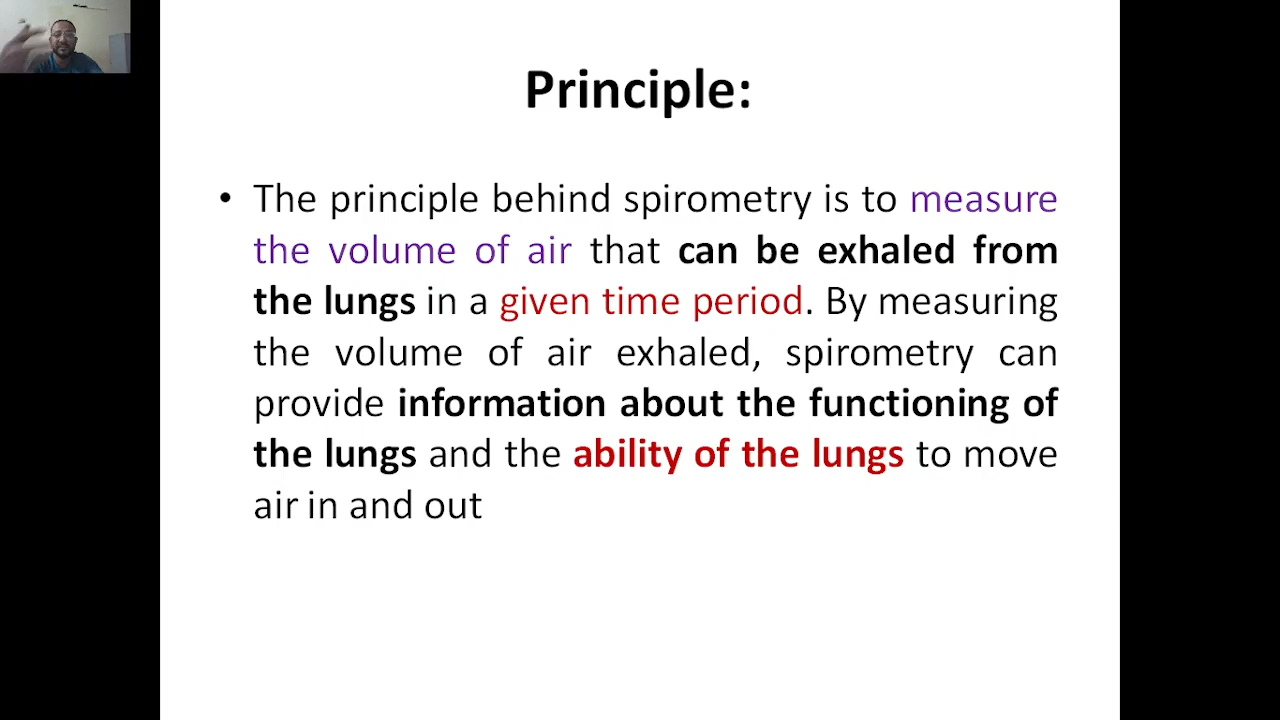 Principle:
• The principle behind spirometry is to measure
the volume of air that can be exhaled from
the lungs in a given time period. By measuring
the volume of air exhaled, spirometry can
provide information about the functioning of
the lungs and the ability of the lungs to move
air in and out